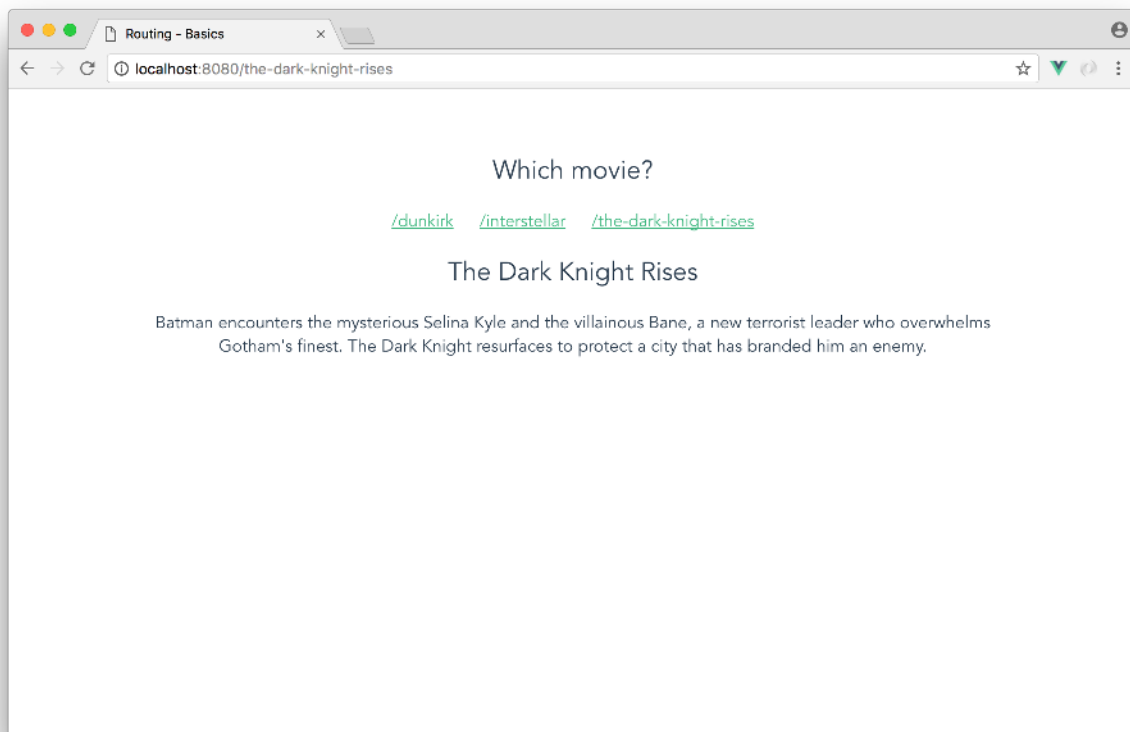 Routing - Basics
localhost:8080/the-dark-knight-rises
Which movie?
/dunkirk /interstellar /the-dark-knight-rises
The Dark Knight Rises
Batman encounters the mysterious Selina Kyle and the villainous Bane, a new terrorist leader who overwhelms
Gotham's finest. The Dark Knight resurfaces to protect a city that has branded him an enemy.